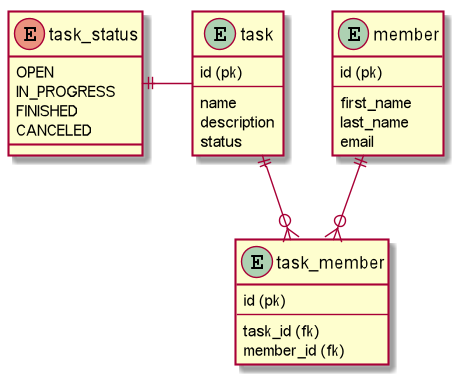 E task_status
OPEN
IN_PROGRESS
FINISHED
CANCELED
E task
id (pk)
name
description
status
E member
id (pk)
first_name
last_name
email
E task_member
id (pk)
task_id (fk)
member_id (fk)